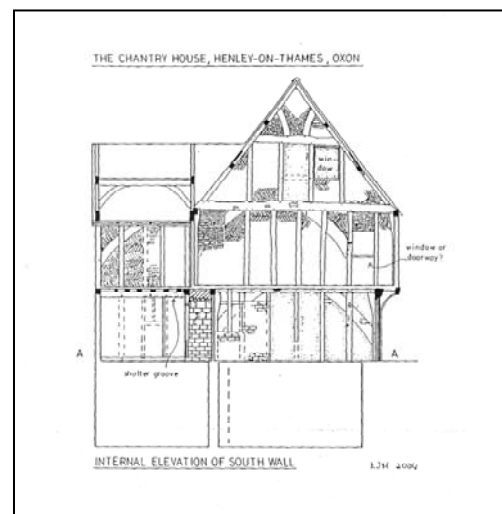 THE CHANTRY HOUSE, HENLEY-ON-THAMES, OXON
win-
dow
window or
doorway?
A
A
shutter groove
INTERNAL ELEVATION OF SOUTH WALL
2004